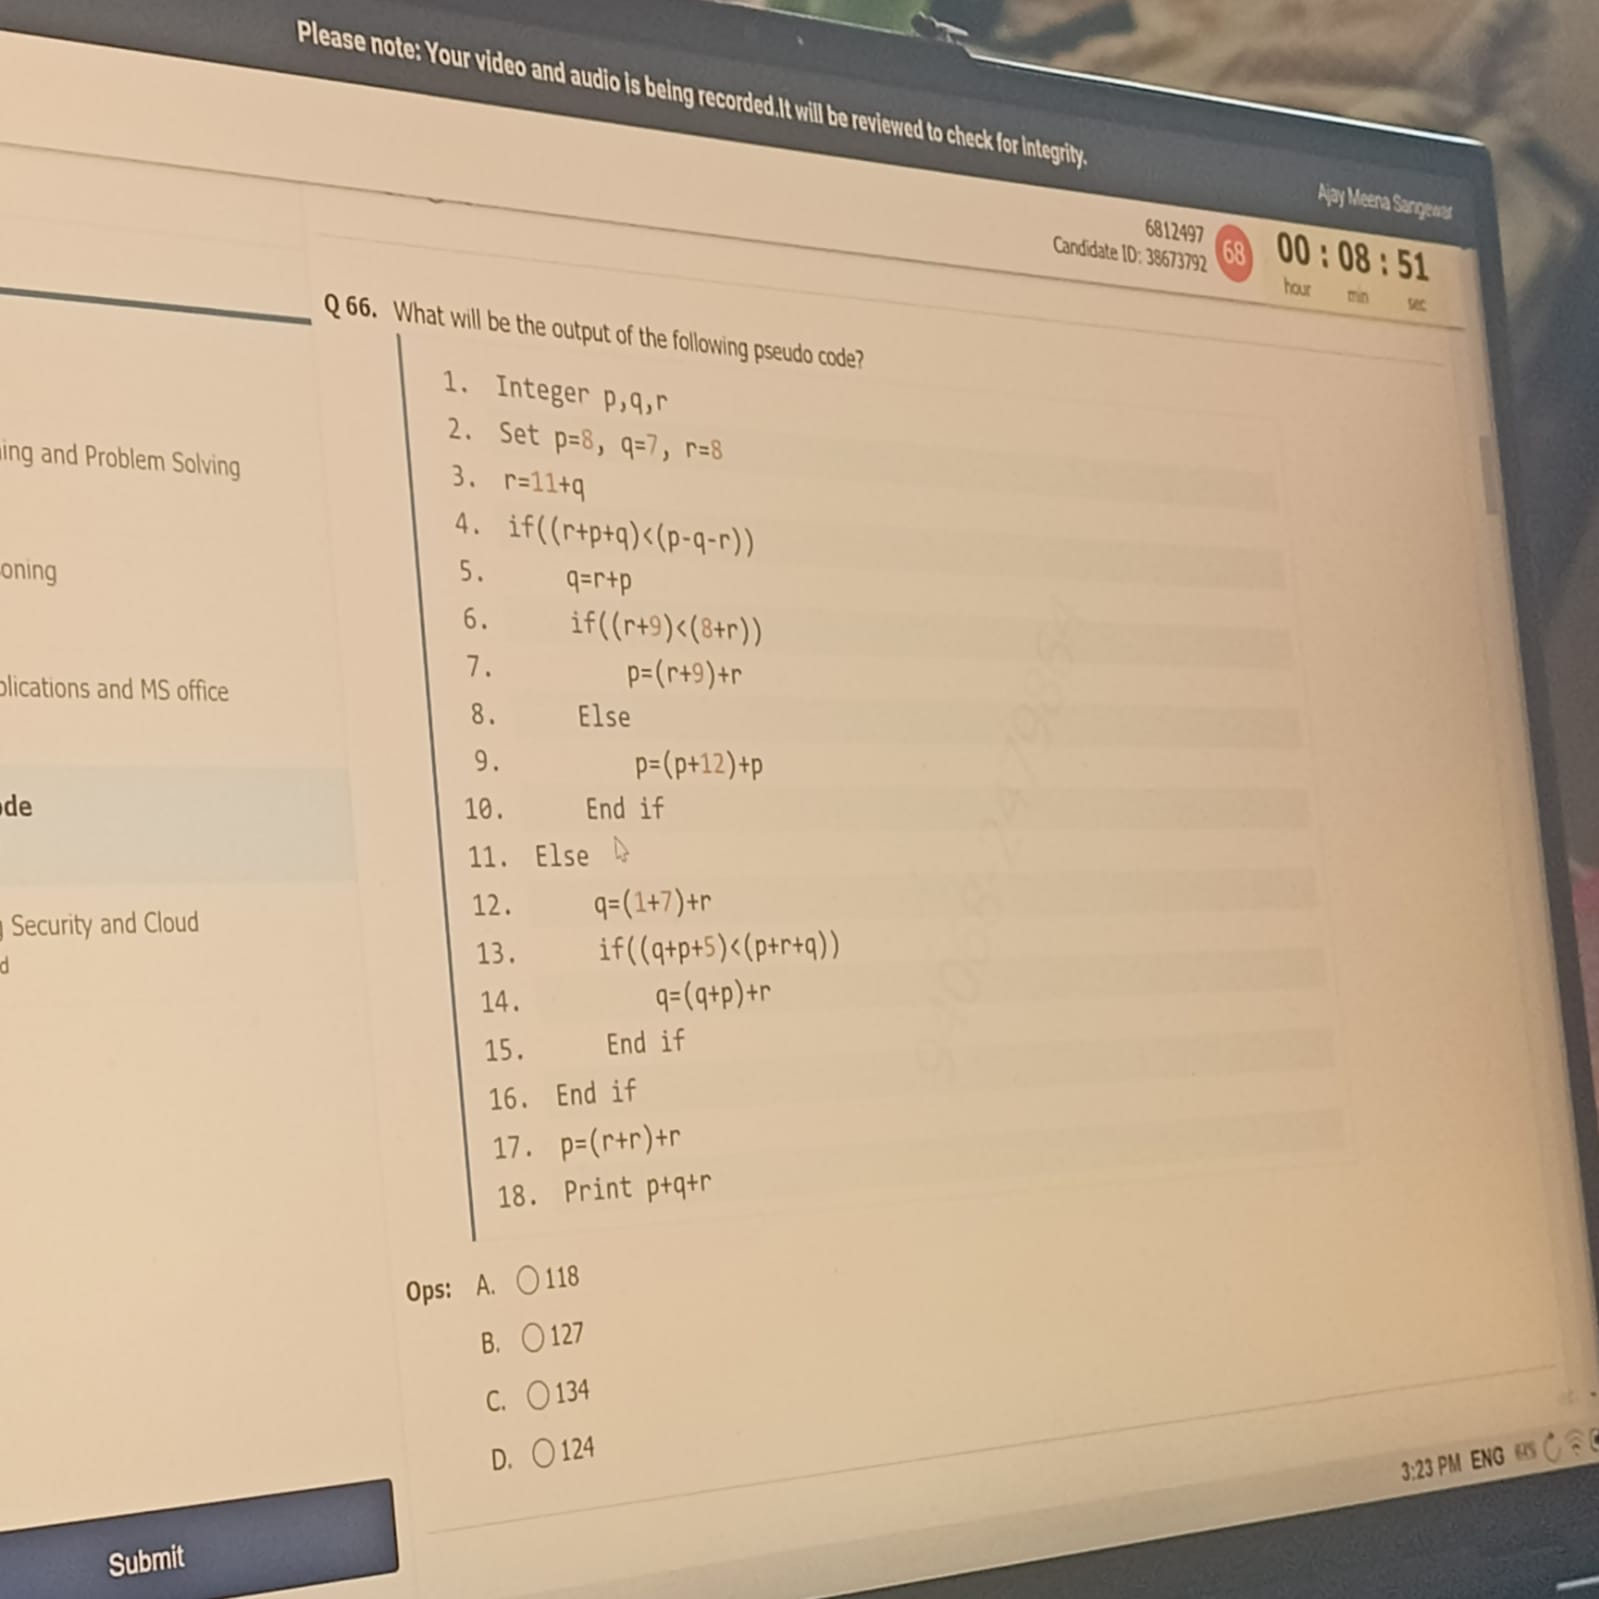 Please note: Your video and audio is being recorded.It will be reviewed to check for integrity.
Ajay Meena Sangewar
6812497
Candidate ID: 38673792
68
00 : 08 : 51
hour min sec
Q 66. What will be the output of the following pseudo code?
1. Integer p,q,r
2. Set p=8, q=7, r=8
3. r=11+q
4. if((r+p+q)<(p-q-r))
5. q=r+p
6. if((r+9)<(8+r))
7. p=(r+9)+r
8. Else
9. p=(p+12)+p
10. End if
11. Else
12. q=(1+7)+r
13. if((q+p+5)<(p+r+q))
14. q=(q+p)+r
15. End if
16. End if
17. p=(r+r)+r
18. Print p+q+r
Ops: A. 118
B. 127
C. 134
D. 124
ing and Problem Solving
oning
plications and MS office
ode
Security and Cloud
d
Submit
3:23 PM ENG